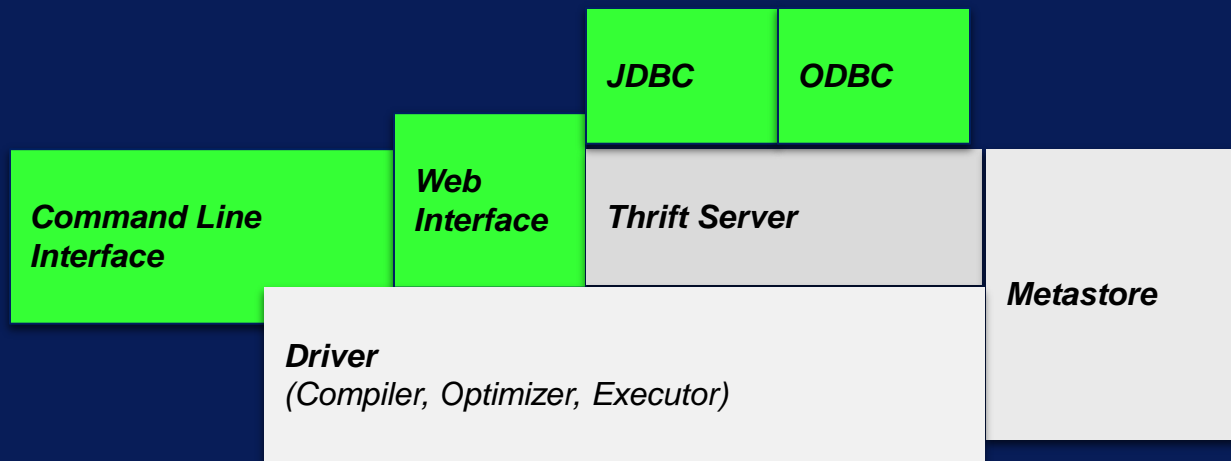 JDBC
ODBC
Web
Interface
Command Line
Interface
Thrift Server
Metastore
Driver
(Compiler, Optimizer, Executor)